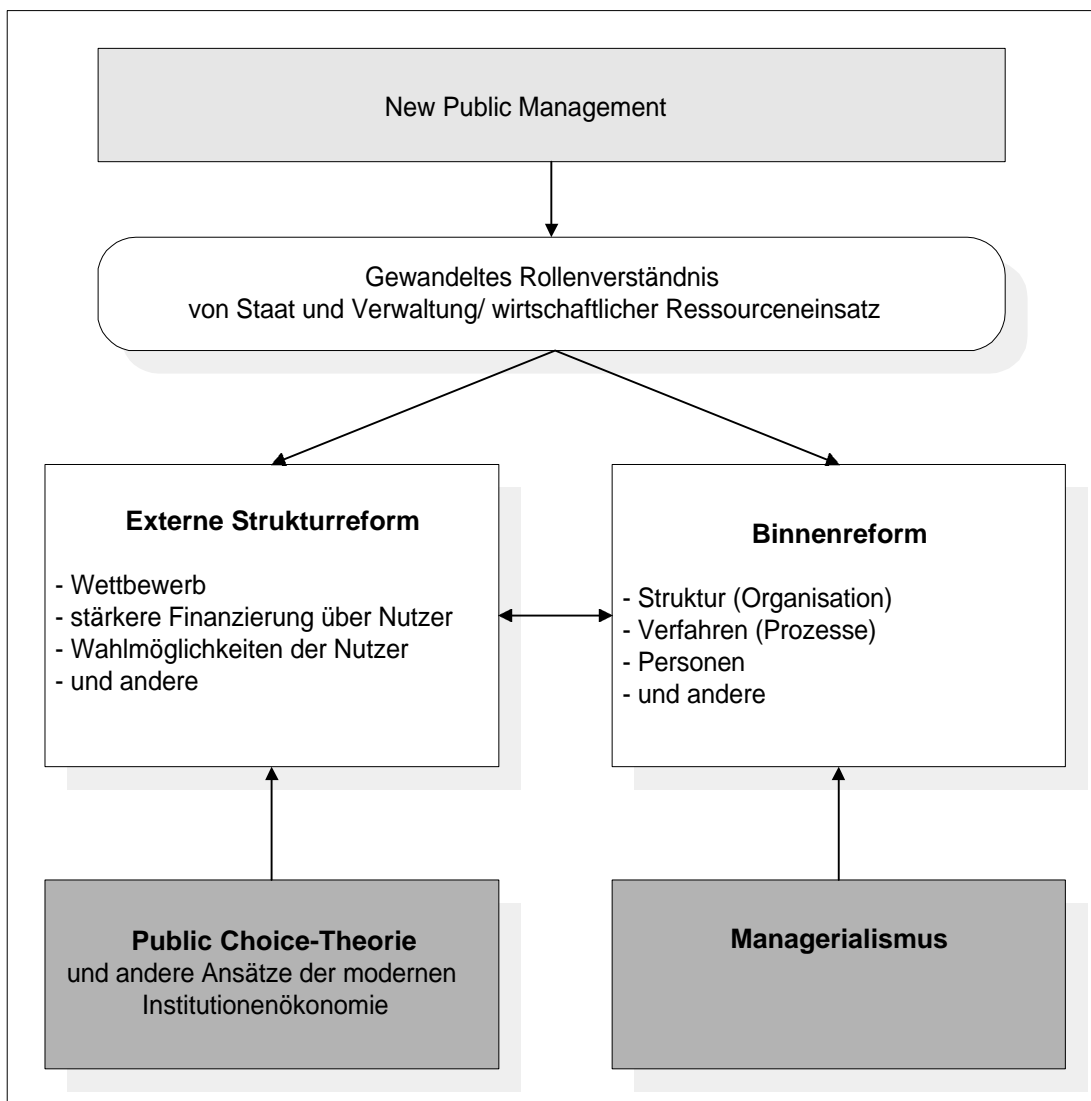 New Public Management
Gewandeltes Rollenverständnis
von Staat und Verwaltung/ wirtschaftlicher Ressourceneinsatz
Externe Strukturreform
- Wettbewerb
- stärkere Finanzierung über Nutzer
- Wahlmöglichkeiten der Nutzer
- und andere
Binnenreform
- Struktur (Organisation)
- Verfahren (Prozesse)
- Personen
- und andere
Public Choice-Theorie
und andere Ansätze der modernen
Institutionenökonomie
Managerialismus